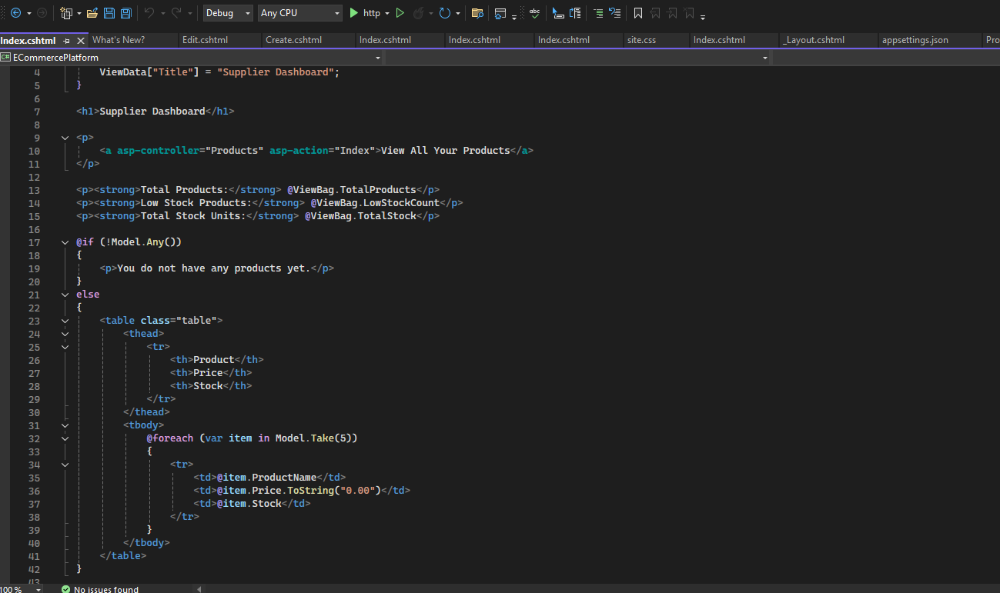 Debug Any CPU http
Index.cshtml What's New? Edit.cshtml Create.cshtml Index.cshtml Index.cshtml Index.cshtml site.css Index.cshtml _Layout.cshtml appsettings.json Pro
C# ECommercePlatform
4 ViewData["Title"] = "Supplier Dashboard";
5 }
6
7 <h1>Supplier Dashboard</h1>
8
9 <p>
10 <a asp-controller="Products" asp-action="Index">View All Your Products</a>
11 </p>
12
13 <p><strong>Total Products:</strong> @ViewBag.TotalProducts</p>
14 <p><strong>Low Stock Products:</strong> @ViewBag.LowStockCount</p>
15 <p><strong>Total Stock Units:</strong> @ViewBag.TotalStock</p>
16
17 @if (!Model.Any())
18 {
19 <p>You do not have any products yet.</p>
20 }
21 else
22 {
23 <table class="table">
24 <thead>
25 <tr>
26 <th>Product</th>
27 <th>Price</th>
28 <th>Stock</th>
29 </tr>
30 </thead>
31 <tbody>
32 @foreach (var item in Model.Take(5))
33 {
34 <tr>
35 <td>@item.ProductName</td>
36 <td>@item.Price.ToString("0.00")</td>
37 <td>@item.Stock</td>
38 </tr>
39 }
40 </tbody>
41 </table>
42 }
43
100 % No issues found